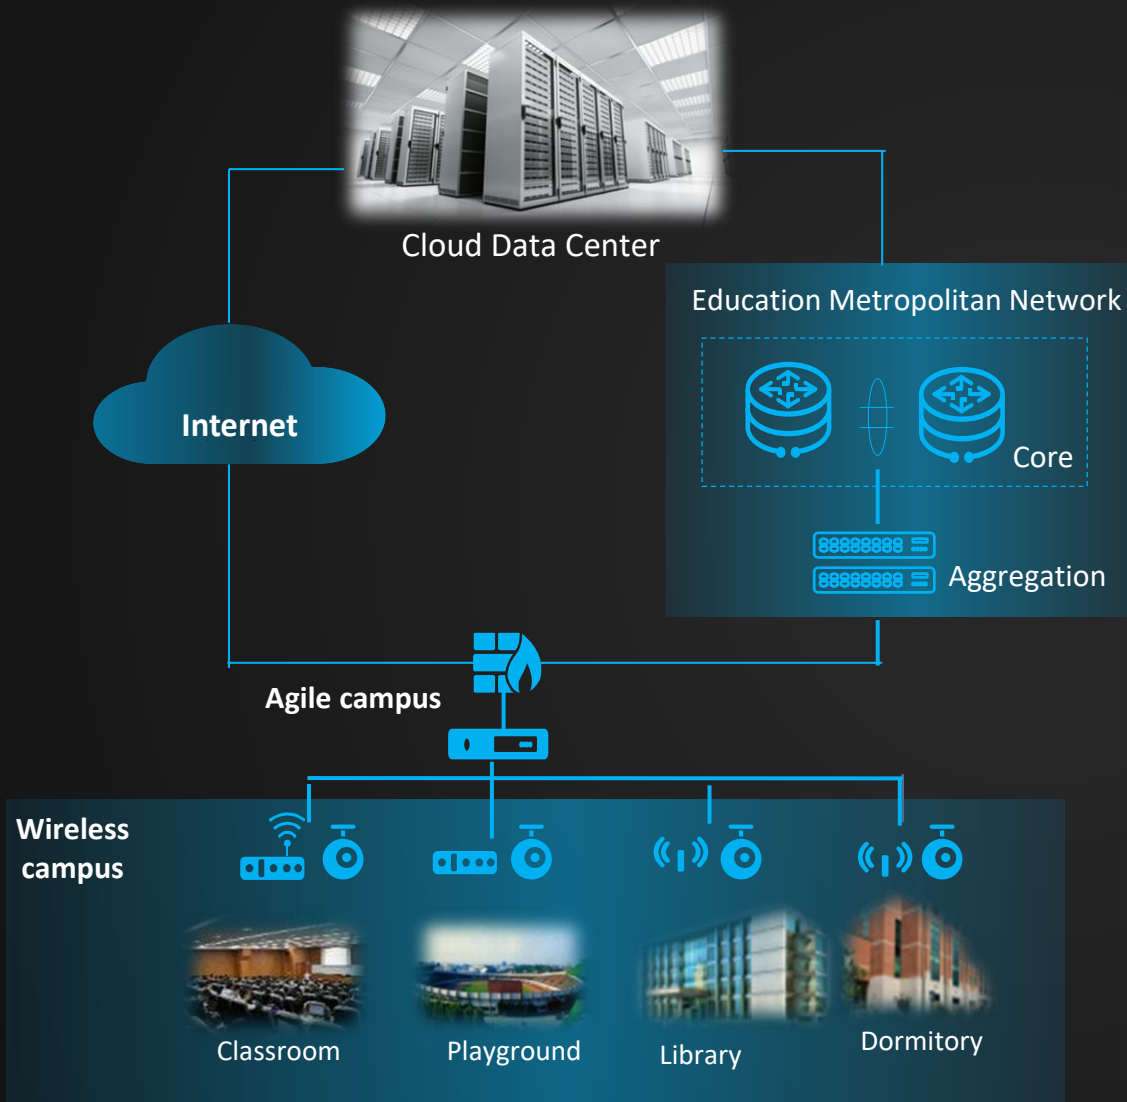 Cloud Data Center
Education Metropolitan Network
Internet
Core
Aggregation
Agile campus
Wireless
campus
Classroom
Playground
Library
Dormitory